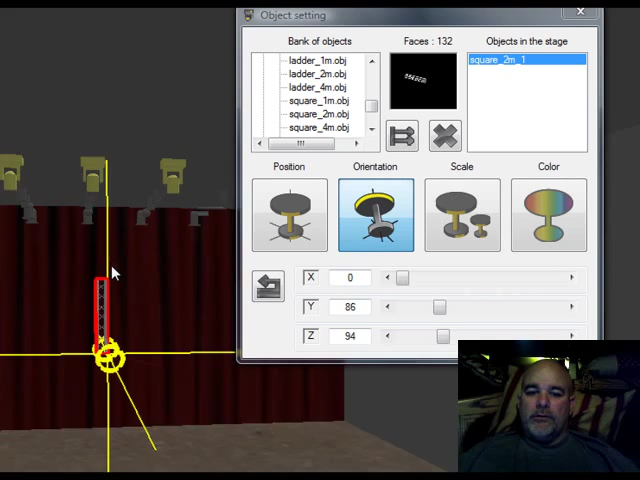 Object setting
Bank of objects
Faces : 132
Objects in the stage
ladder_1m.obj
ladder_2m.obj
ladder_4m.obj
square_1m.obj
square_2m.obj
square_4m.obj
square_2m_1
Position
Orientation
Scale
Color
X 0
Y 86
Z 94